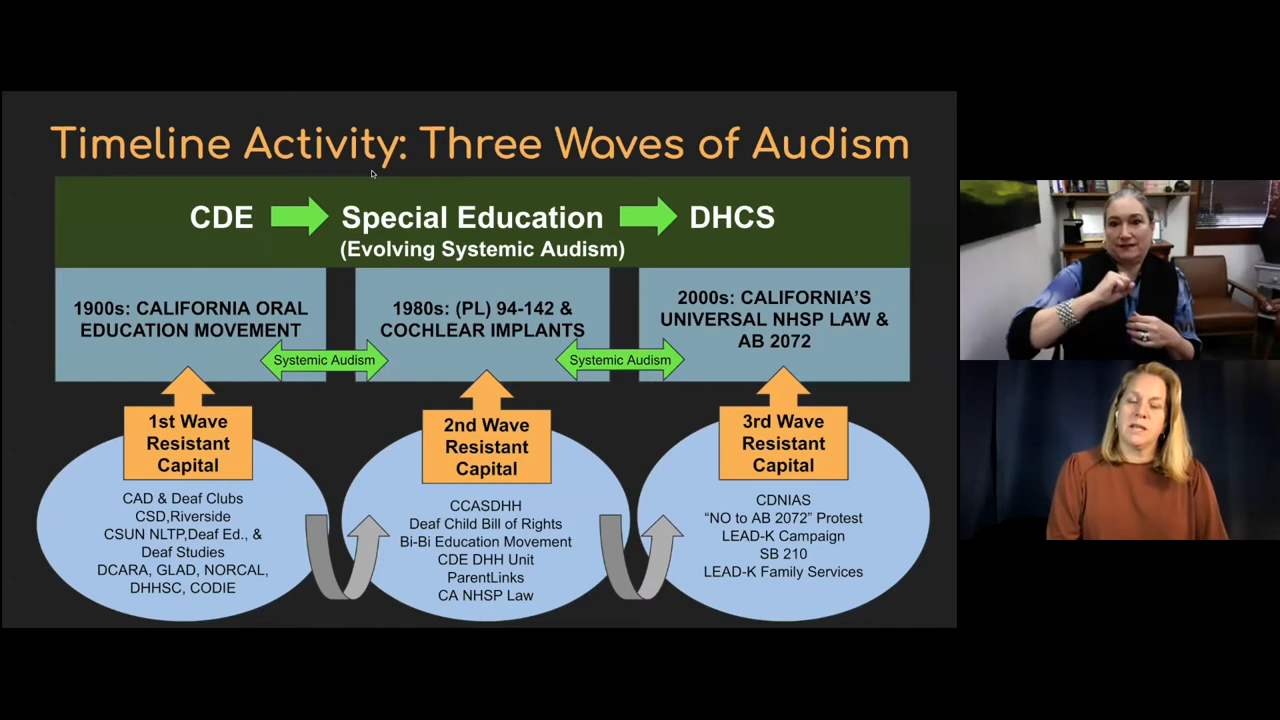 Timeline Activity: Three Waves of Audism
CDE
Special Education
DHCS
(Evolving Systemic Audism)
1900s: CALIFORNIA ORAL
EDUCATION MOVEMENT
1980s: (PL) 94-142 &
COCHLEAR IMPLANTS
2000s: CALIFORNIA'S
UNIVERSAL NHSP LAW &
AB 2072
Systemic Audism
Systemic Audism
1st Wave
Resistant
Capital
CAD & Deaf Clubs
CSD,Riverside
CSUN NLTP,Deaf Ed., &
Deaf Studies
DCARA, GLAD, NORCAL,
DHHSC, CODIE
2nd Wave
Resistant
Capital
CCASDHH
Deaf Child Bill of Rights
Bi-Bi Education Movement
CDE DHH Unit
ParentLinks
CA NHSP Law
3rd Wave
Resistant
Capital
CDNIAS
“NO to AB 2072” Protest
LEAD-K Campaign
SB 210
LEAD-K Family Services